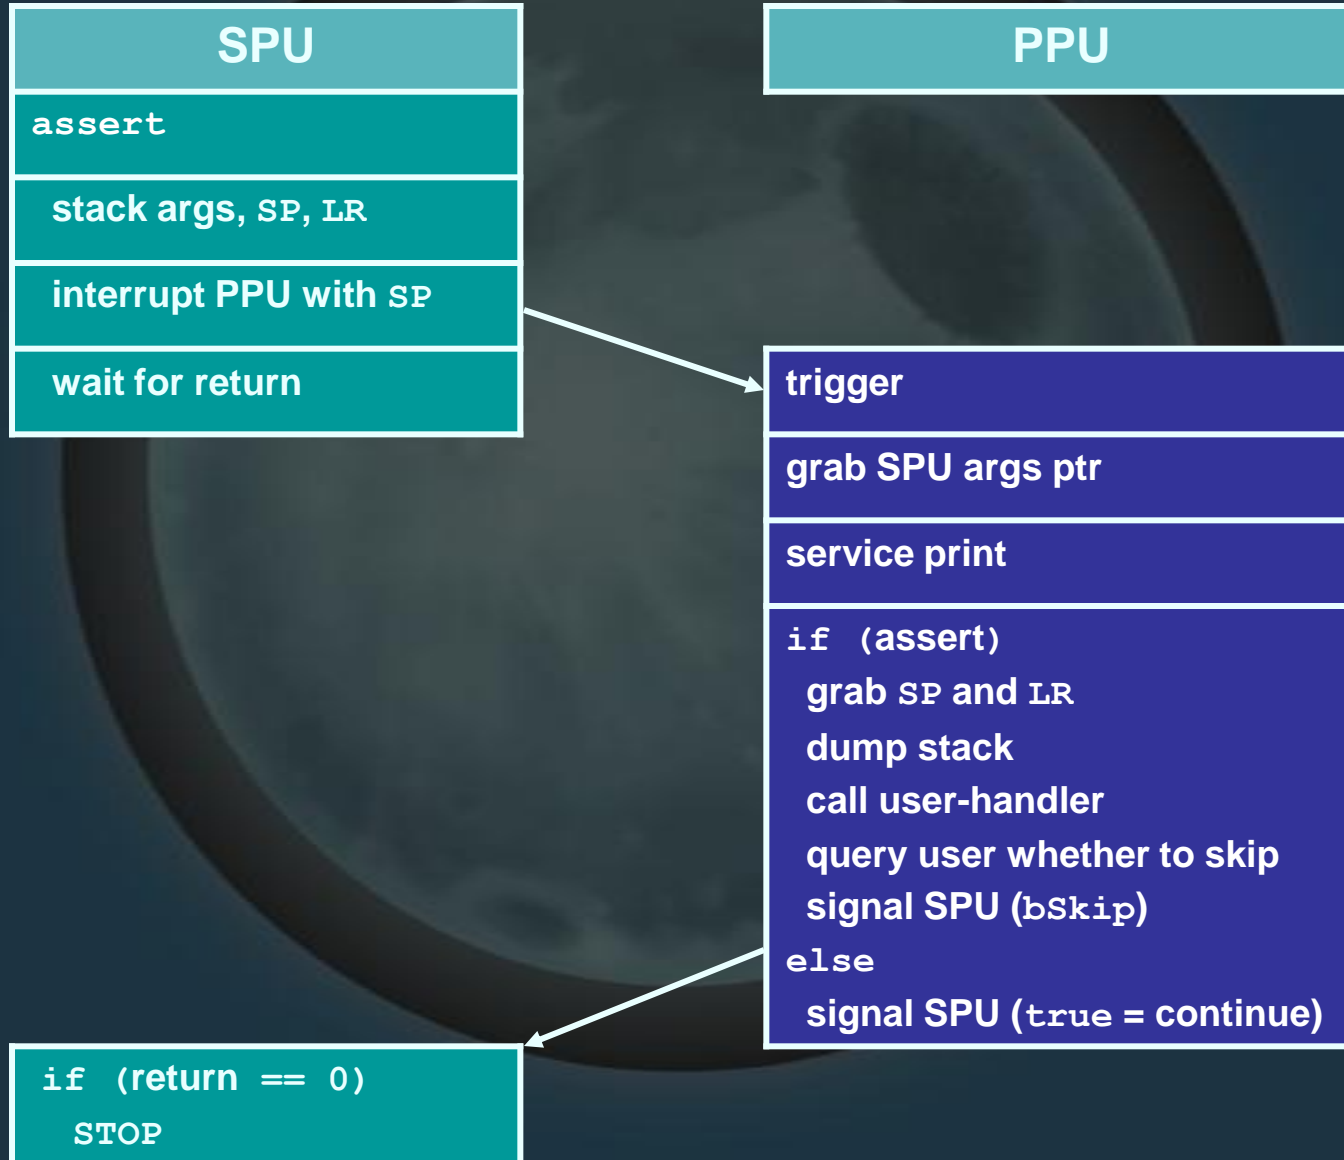 SPU
assert
stack args, SP, LR
interrupt PPU with SP
wait for return
PPU
trigger
grab SPU args ptr
service print
if (assert)
grab SP and LR
dump stack
call user-handler
query user whether to skip
signal SPU (bSkip)
else
signal SPU (true = continue)
if (return == 0)
STOP